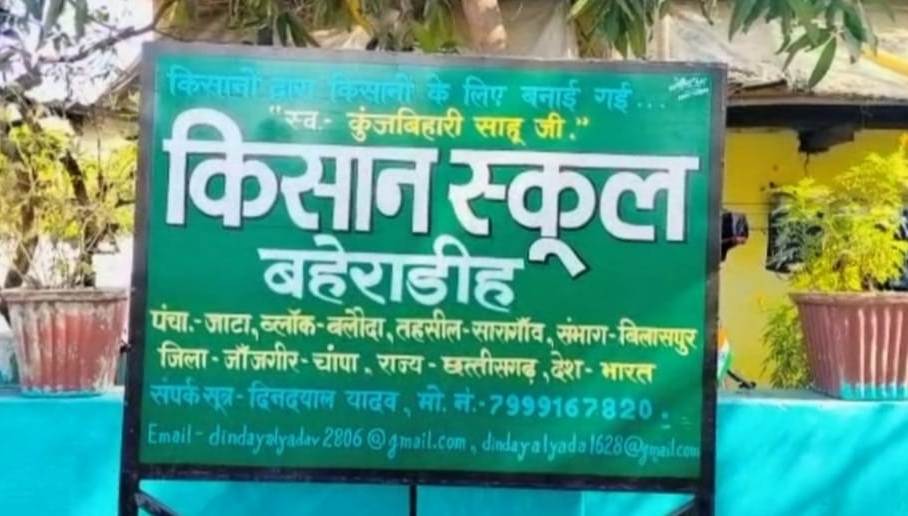 किसानों द्वारा किसानों के लिए बनाई गई...
"स्व.- कुंजबिहारी साहू जी."
किसान स्कूल
बहेराडीह
पंचा.-जाटा, ब्लॉक-बलौदा, तहसील-सारागाँव, संभाग-बिलासपुर
जिला-जाँजगीर-चांपा, राज्य-छत्तीसगढ़, देश-भारत
संपर्क सूत्र-दिनदयाल यादव, मो. नं.-7999167820.
Email-dindayalyadav2806@gmail.com, dindayalyada1628@gmail.com